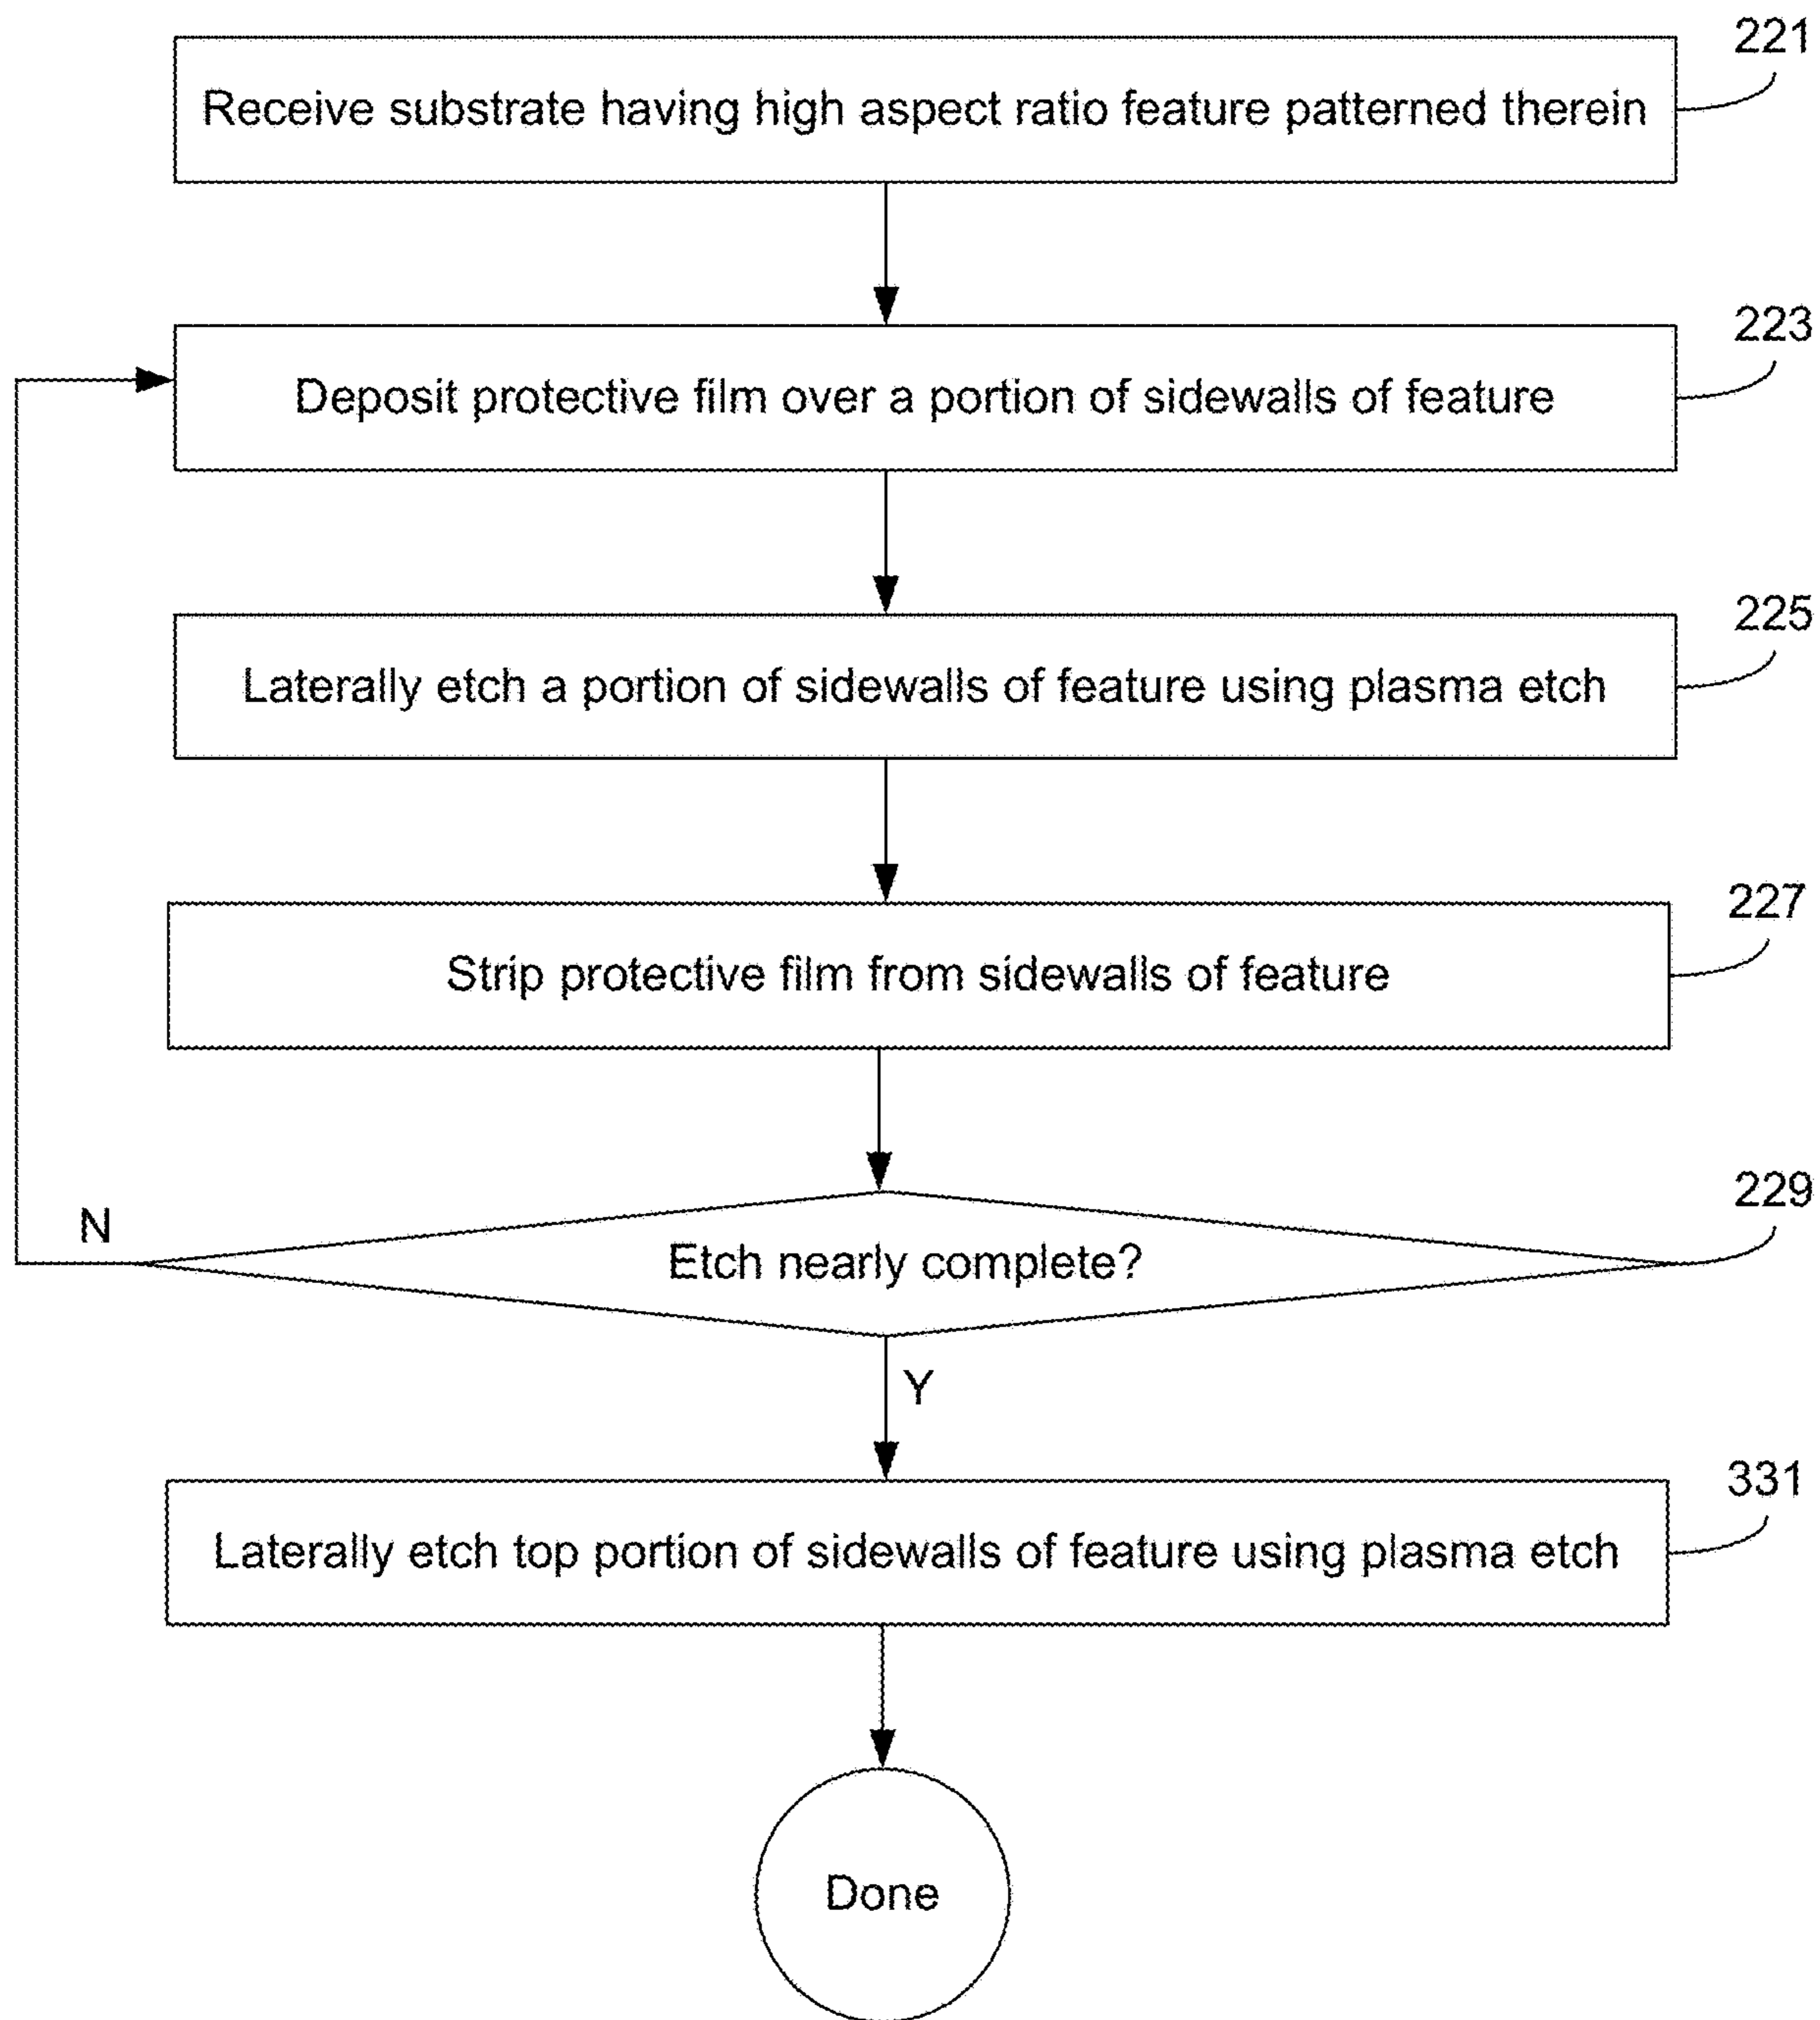 221
Receive substrate having high aspect ratio feature patterned therein
223
Deposit protective film over a portion of sidewalls of feature
225
Laterally etch a portion of sidewalls of feature using plasma etch
227
Strip protective film from sidewalls of feature
229
N
Etch nearly complete?
Y
331
Laterally etch top portion of sidewalls of feature using plasma etch
Done